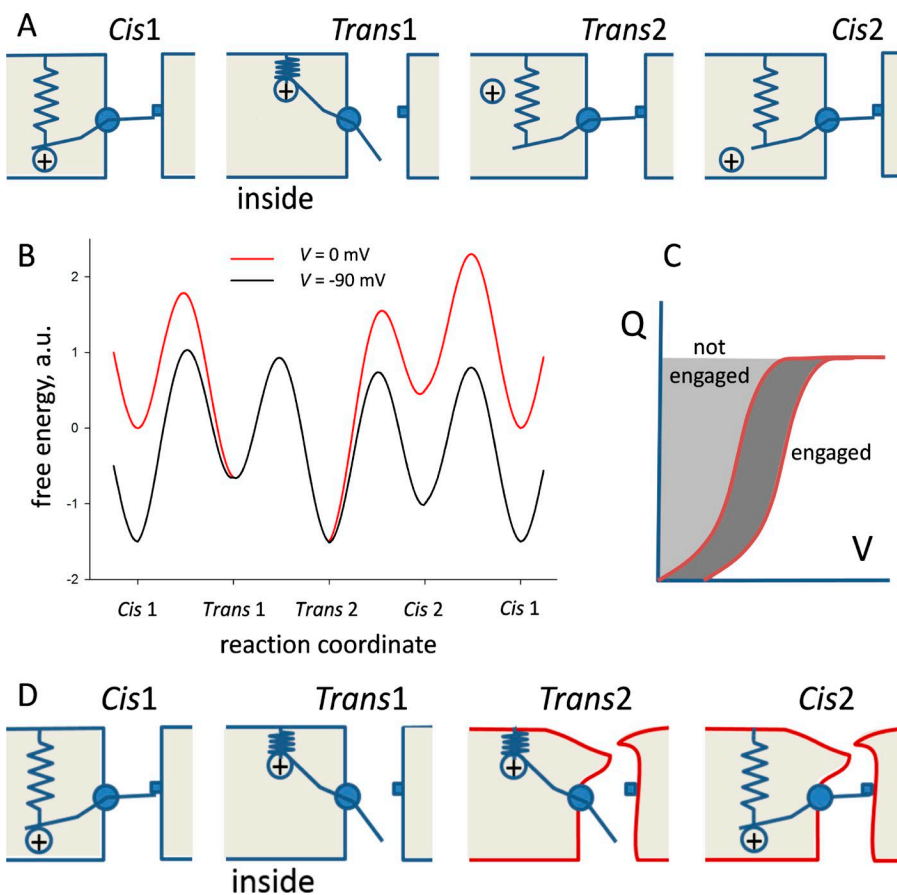 A
Cis1
Trans1
Trans2
Cis2
+
+
+
+
inside
B
V = 0 mV
V = -90 mV
2
1
0
-1
-2
free energy, a.u.
Cis 1
Trans 1
Trans 2
Cis 2
Cis 1
reaction coordinate
C
Q
not
engaged
engaged
V
D
Cis1
Trans1
Trans2
Cis2
+
+
+
+
inside